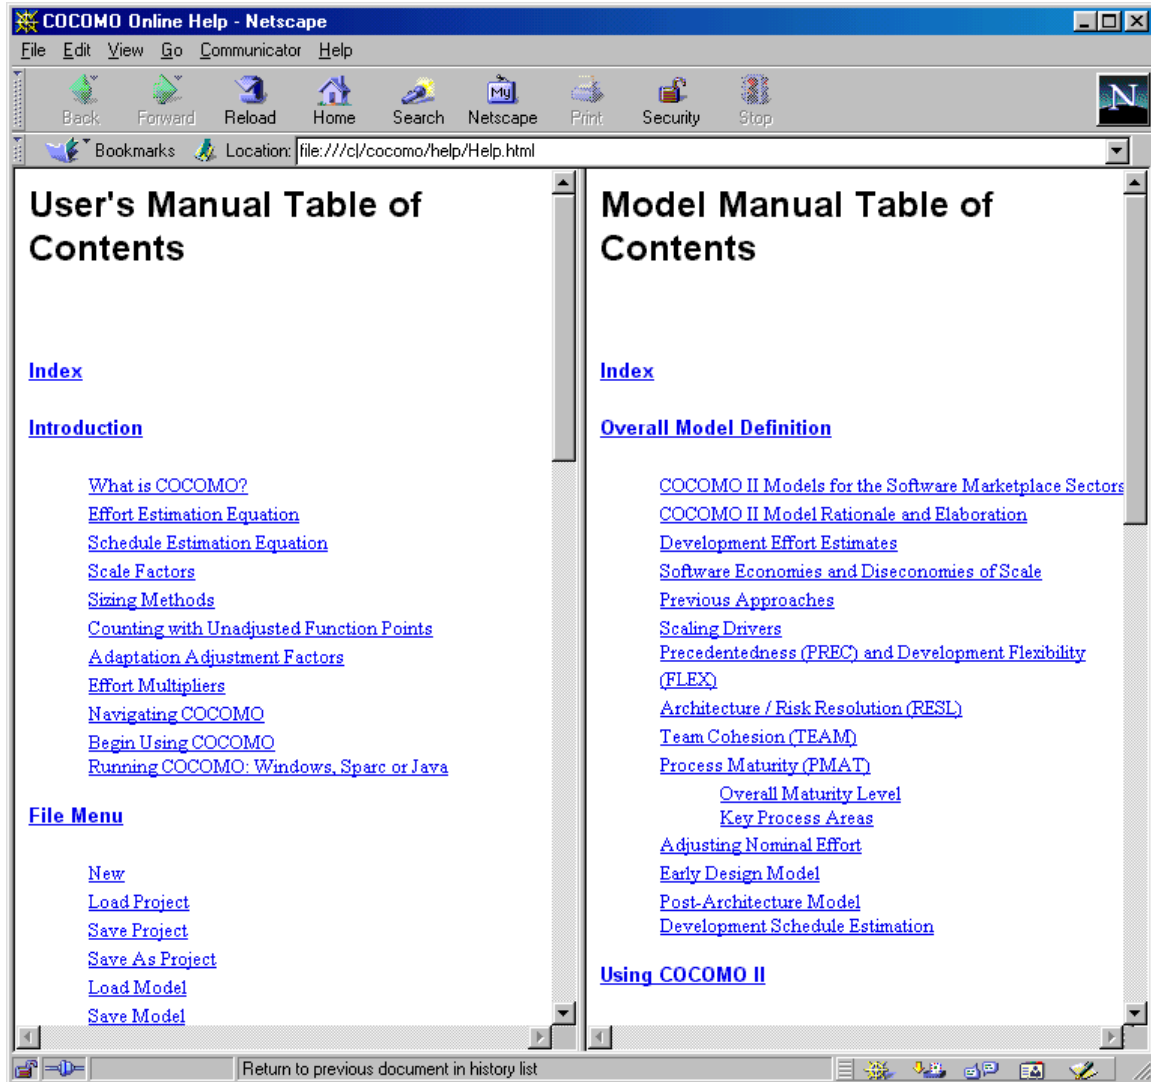 COCOMO Online Help - Netscape
File Edit View Go Communicator Help
Back Forward Reload Home Search Netscape Print Security Stop
My
N
Bookmarks Location: file:///c|/cocomo/help/Help.html
User's Manual Table of
Contents
Index
Introduction
What is COCOMO?
Effort Estimation Equation
Schedule Estimation Equation
Scale Factors
Sizing Methods
Counting with Unadjusted Function Points
Adaptation Adjustment Factors
Effort Multipliers
Navigating COCOMO
Begin Using COCOMO
Running COCOMO: Windows, Sparc or Java
File Menu
New
Load Project
Save Project
Save As Project
Load Model
Save Model
Model Manual Table of
Contents
Index
Overall Model Definition
COCOMO II Models for the Software Marketplace Sectors
COCOMO II Model Rationale and Elaboration
Development Effort Estimates
Software Economies and Diseconomies of Scale
Previous Approaches
Scaling Drivers
Precedentedness (PREC) and Development Flexibility
(FLEX)
Architecture / Risk Resolution (RESL)
Team Cohesion (TEAM)
Process Maturity (PMAT)
Overall Maturity Level
Key Process Areas
Adjusting Nominal Effort
Early Design Model
Post-Architecture Model
Development Schedule Estimation
Using COCOMO II
Return to previous document in history list